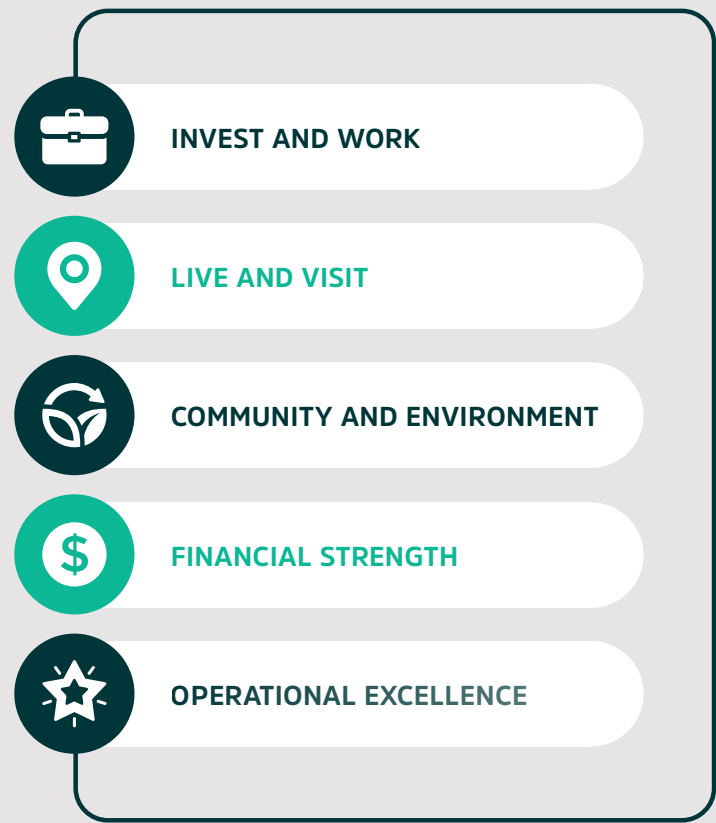 INVEST AND WORK
LIVE AND VISIT
COMMUNITY AND ENVIRONMENT
$
FINANCIAL STRENGTH
OPERATIONAL EXCELLENCE